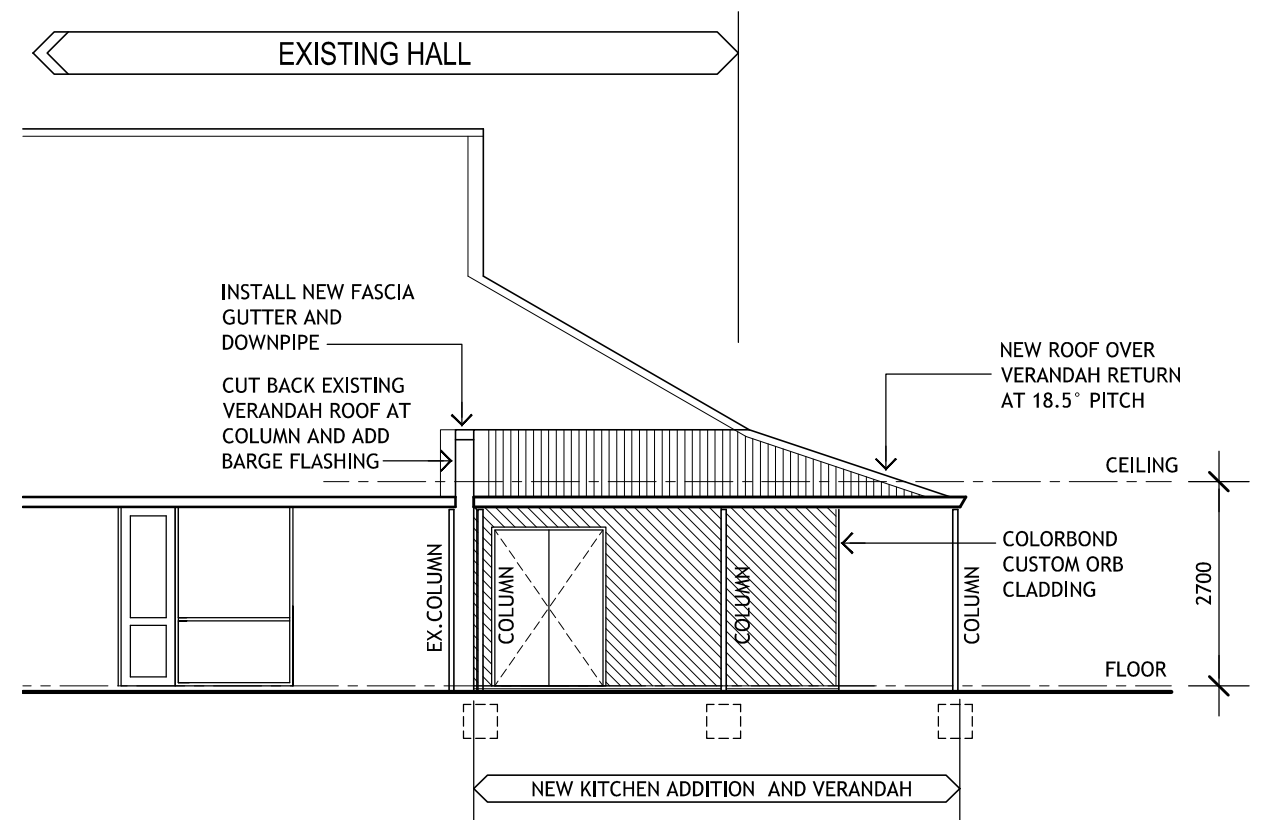 EXISTING HALL
INSTALL NEW FASCIA
GUTTER AND
DOWNPIPE
CUT BACK EXISTING
VERANDAH ROOF AT
COLUMN AND ADD
BARGE FLASHING
NEW ROOF OVER
VERANDAH RETURN
AT 18.5° PITCH
CEILING
COLORBOND
CUSTOM ORB
CLADDING
2700
EX.COLUMN
COLUMN
COLUMN
COLUMN
FLOOR
NEW KITCHEN ADDITION AND VERANDAH